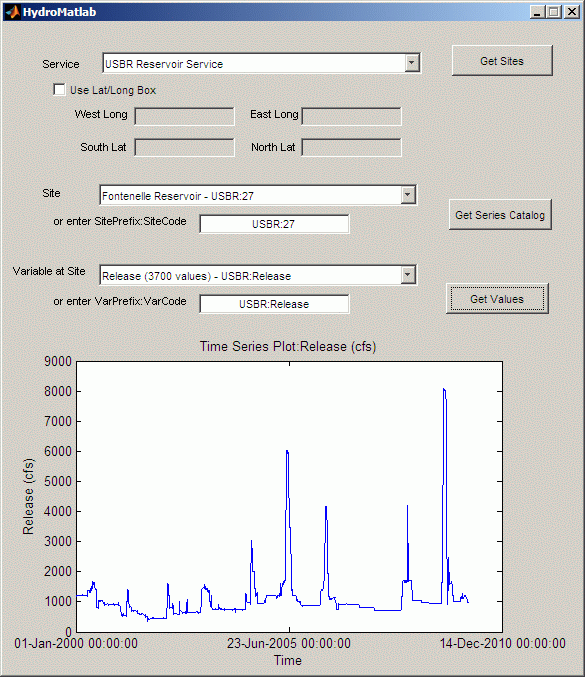 HydroMatlab
Service
USBR Reservoir Service
Get Sites
Use Lat/Long Box
West Long
East Long
South Lat
North Lat
Site
Fontenelle Reservoir - USBR:27
or enter SitePrefix:SiteCode
USBR:27
Get Series Catalog
Variable at Site
Release (3700 values) - USBR:Release
or enter VarPrefix:VarCode
USBR:Release
Get Values
Time Series Plot:Release (cfs)
9000
8000
7000
6000
5000
4000
3000
2000
1000
0
Release (cfs)
01-Jan-2000 00:00:00
23-Jun-2005 00:00:00
14-Dec-2010 00:00:00
Time